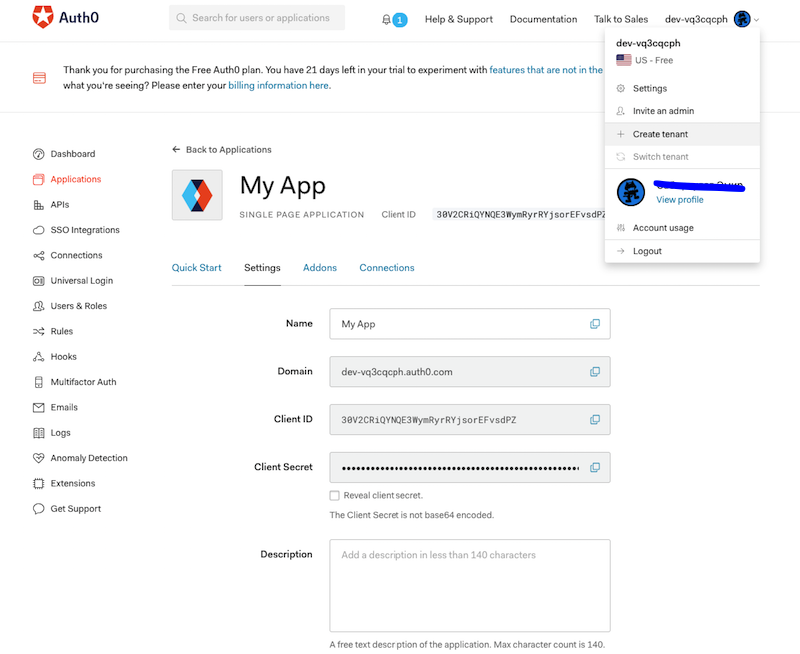 Auth0
Search for users or applications
1
Help & Support
Documentation
Talk to Sales
dev-vq3cqcph
dev-vq3cqcph
US - Free
Settings
Invite an admin
Create tenant
Switch tenant
View profile
Account usage
Logout
Thank you for purchasing the Free Auth0 plan. You have 21 days left in your trial to experiment with features that are not in the
what you're seeing? Please enter your billing information here.
Dashboard
Applications
APIs
SSO Integrations
Connections
Universal Login
Users & Roles
Rules
Hooks
Multifactor Auth
Emails
Logs
Anomaly Detection
Extensions
Get Support
Back to Applications
My App
SINGLE PAGE APPLICATION
Client ID
30V2CRiQYNQE3WymRyrRYjsorEFvsdPZ
Quick Start
Settings
Addons
Connections
Name
My App
Domain
dev-vq3cqcph.auth0.com
Client ID
30V2CRiQYNQE3WymRyrRYjsorEFvsdPZ
Client Secret
Reveal client secret.
The Client Secret is not base64 encoded.
Description
Add a description in less than 140 characters
A free text description of the application. Max character count is 140.